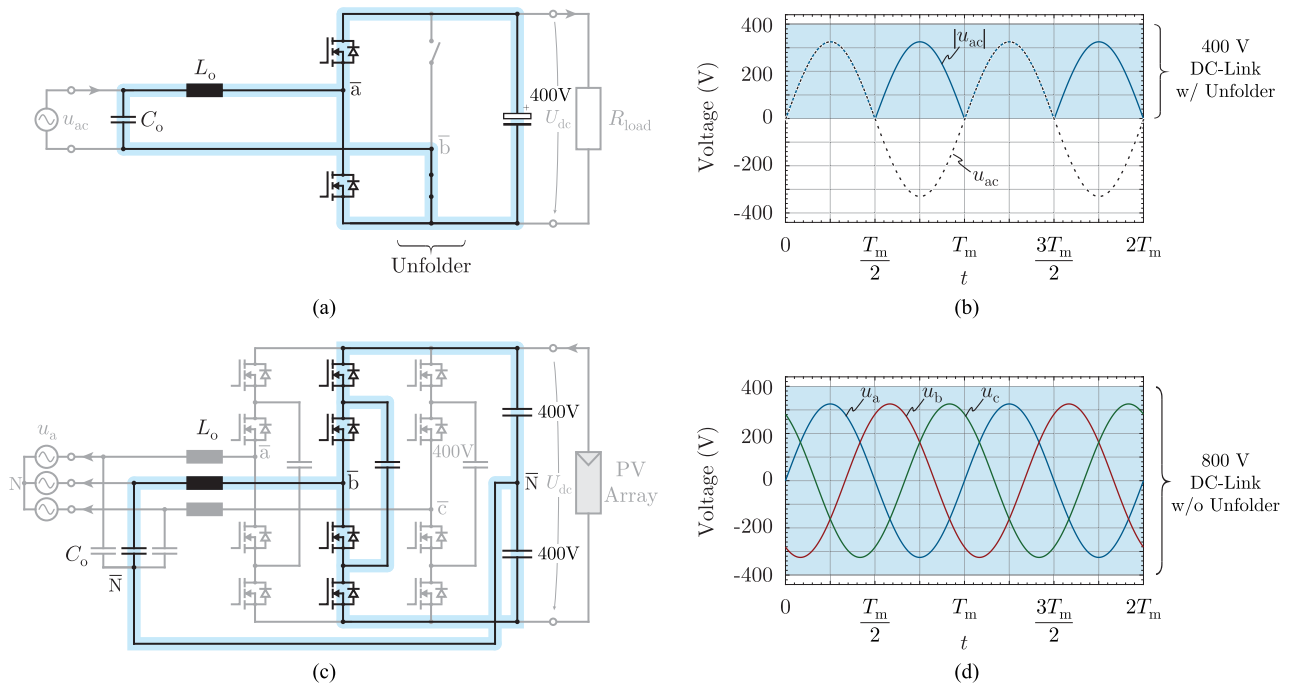 L_o
u_ac
C_o
a̅
b̅
400V
+
U_dc
R_load
Unfolder
(a)
Voltage (V)
400
200
0
-200
-400
|u_ac|
u_ac
0
T_m/2
T_m
3T_m/2
2T_m
t
400 V
DC-Link
w/ Unfolder
(b)
u_a
N
L_o
a̅
b̅
c̅
C_o
N̅
400V
400V
400V
N̅
U_dc
PV
Array
(c)
Voltage (V)
400
200
0
-200
-400
u_a
u_b
u_c
0
T_m/2
T_m
3T_m/2
2T_m
t
800 V
DC-Link
w/o Unfolder
(d)